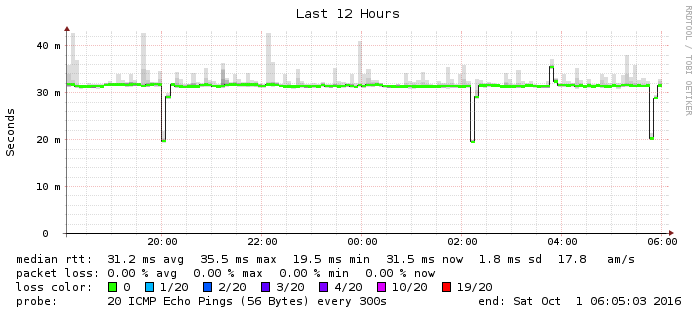 Last 12 Hours
RRDTOOL / TOBI OETIKER
Seconds
40 m
30 m
20 m
10 m
0
20:00 22:00 00:00 02:00 04:00 06:00
median rtt: 31.2 ms avg 35.5 ms max 19.5 ms min 31.5 ms now 1.8 ms sd 17.8 am/s
packet loss: 0.00 % avg 0.00 % max 0.00 % min 0.00 % now
loss color: 0 1/20 2/20 3/20 4/20 10/20 19/20
probe: 20 ICMP Echo Pings (56 Bytes) every 300s end: Sat Oct 1 06:05:03 2016